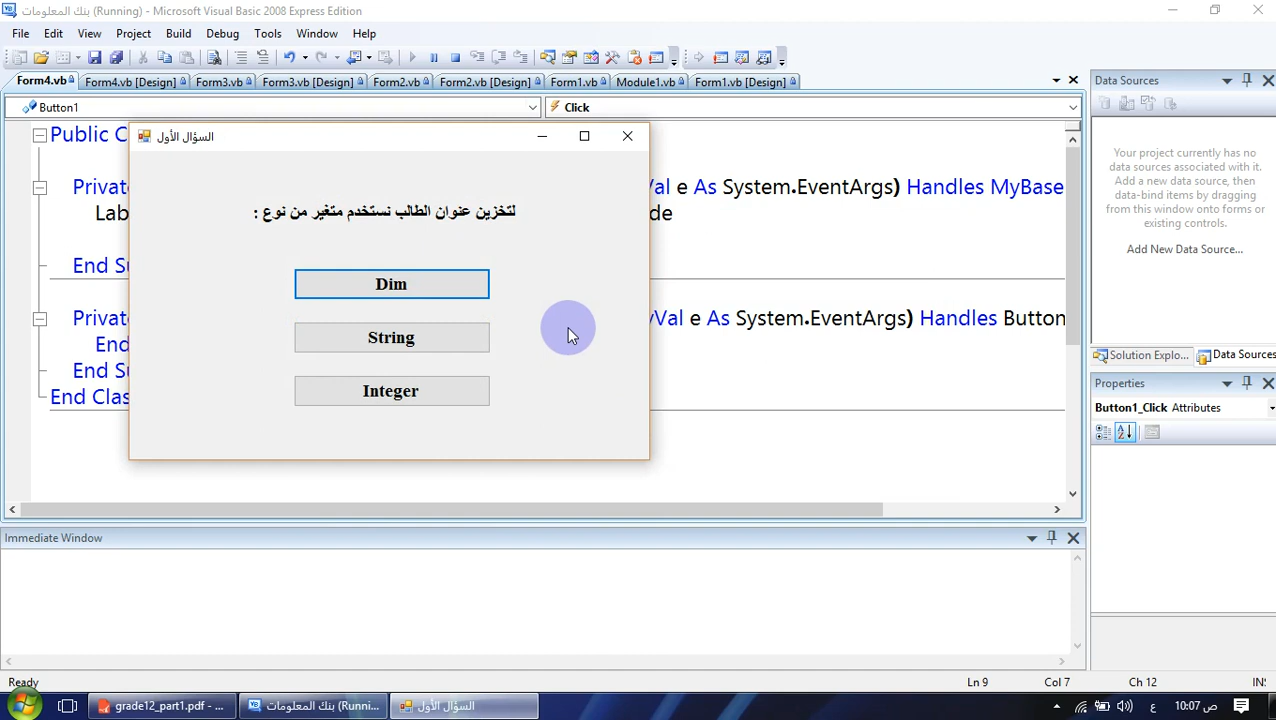 بنك المعلومات (Running) - Microsoft Visual Basic 2008 Express Edition
File Edit View Project Build Debug Tools Window Help
Form4.vb Form4.vb [Design] Form3.vb Form3.vb [Design] Form2.vb Form2.vb [Design] Form1.vb Module1.vb Form1.vb [Design]
Button1 Click
Public C
Private Val e As System.EventArgs) Handles MyBase
Lab de
End Su
Privat yVal e As System.EventArgs) Handles Button
End
End Su
End Clas
السؤال الأول
لتخزين عنوان الطالب نستخدم متغير من نوع :
Dim
String
Integer
Data Sources
Your project currently has no
data sources associated with it.
Add a new data source, then
data-bind items by dragging
from this window onto forms or
existing controls.
Add New Data Source...
Solution Explo... Data Sources
Properties
Button1_Click Attributes
Immediate Window
Ready Ln 9 Col 7 Ch 12 INS
grade12_part1.pdf - ... بنك المعلومات (Runnin... السؤال الأول ع 10:07 ص